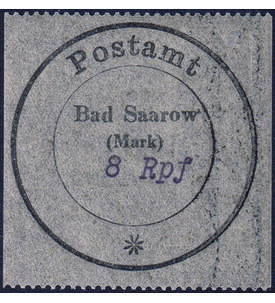 Postamt
Bad Saarow
(Mark)
8 Rpf